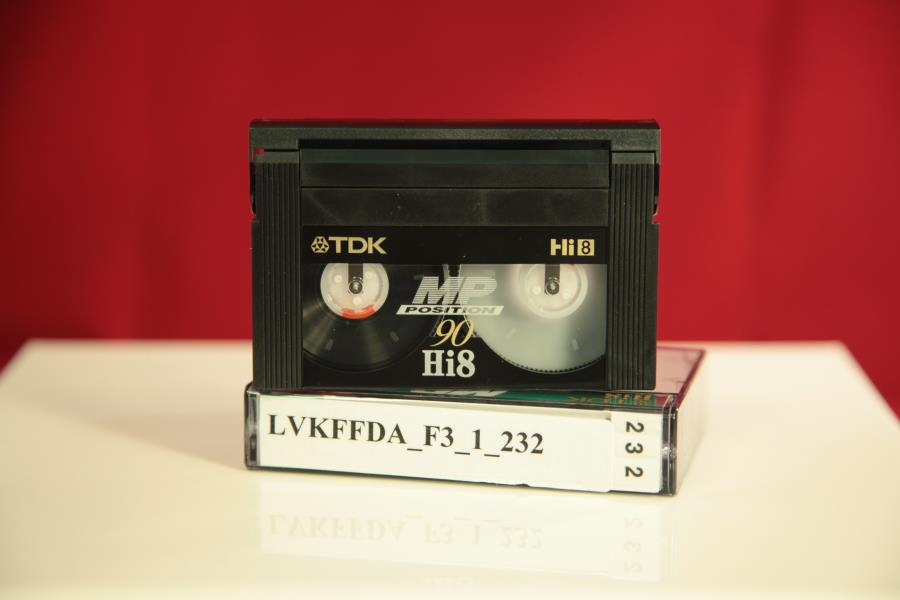 TDK Hi8
MP
POSITION
90
Hi8
LVKFFDA_F3_1_232
232